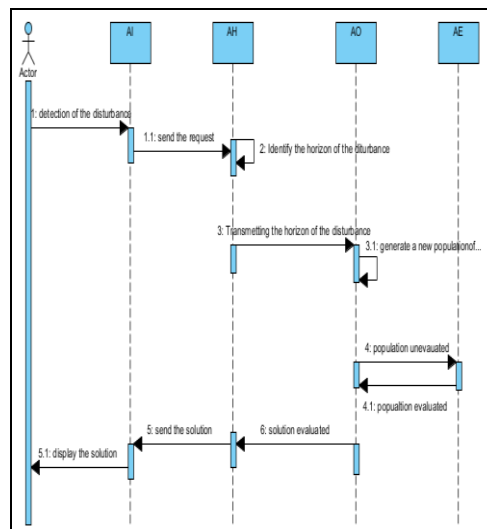 AI
AH
AO
AE
Actor
1: detection of the disturbance
1.1: send the request
2: Identify the horizon of the diturbance
3: Transmetting the horizon of the disturbance
3.1: generate a new populationof...
4: population unevauated
4.1: popualtion evaluated
5: send the solution
6: solution evaluated
5.1: display the solution